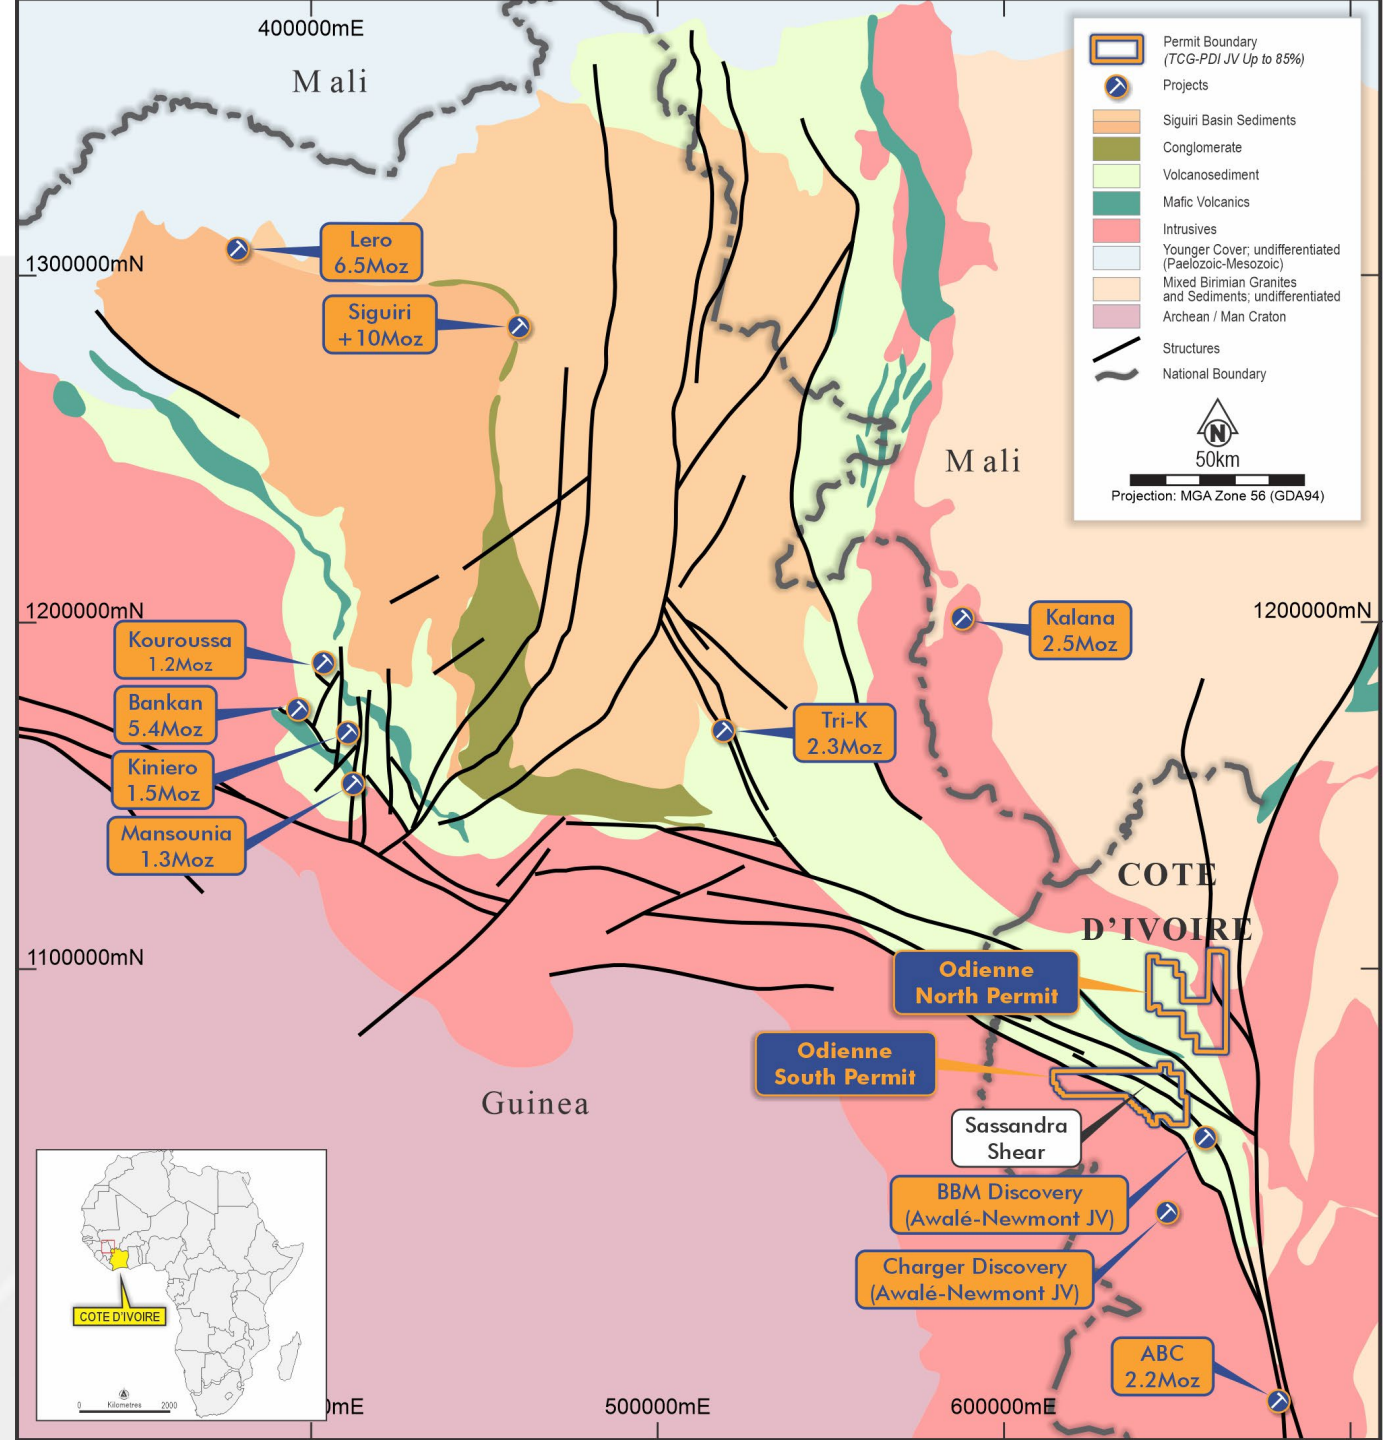 400000mE
Mali
Permit Boundary
(TCG-PDI JV Up to 85%)
Projects
Siguiri Basin Sediments
Conglomerate
Volcanosediment
Mafic Volcanics
Intrusives
Younger Cover; undifferentiated
(Paelozoic-Mesozoic)
Mixed Birimian Granites
and Sediments; undifferentiated
Archean / Man Craton
Structures
National Boundary
N
50km
Projection: MGA Zone 56 (GDA94)
Lero
6.5Moz
1300000mN
Siguiri
+10Moz
Mali
1200000mN
1200000mN
Kalana
2.5Moz
Kouroussa
1.2Moz
Bankan
5.4Moz
Tri-K
2.3Moz
Kiniero
1.5Moz
Mansounia
1.3Moz
COTE
D'IVOIRE
1100000mN
Odienne
North Permit
Odienne
South Permit
Guinea
Sassandra
Shear
BBM Discovery
(Awalé-Newmont JV)
Charger Discovery
(Awalé-Newmont JV)
COTE D'IVOIRE
ABC
2.2Moz
0 Kilometres 2000
0mE
500000mE
600000mE